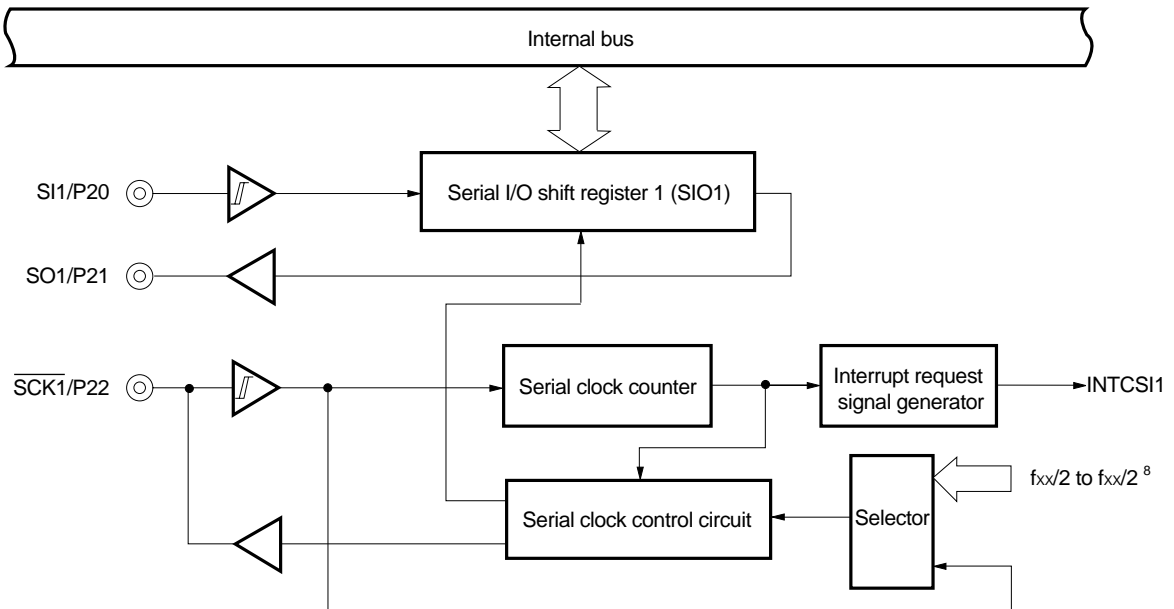 Internal bus
SI1/P20
Serial I/O shift register 1 (SIO1)
SO1/P21
SCK1/P22
Serial clock counter
Interrupt request
signal generator
INTCSI1
fxx/2 to fxx/2 8
Serial clock control circuit
Selector